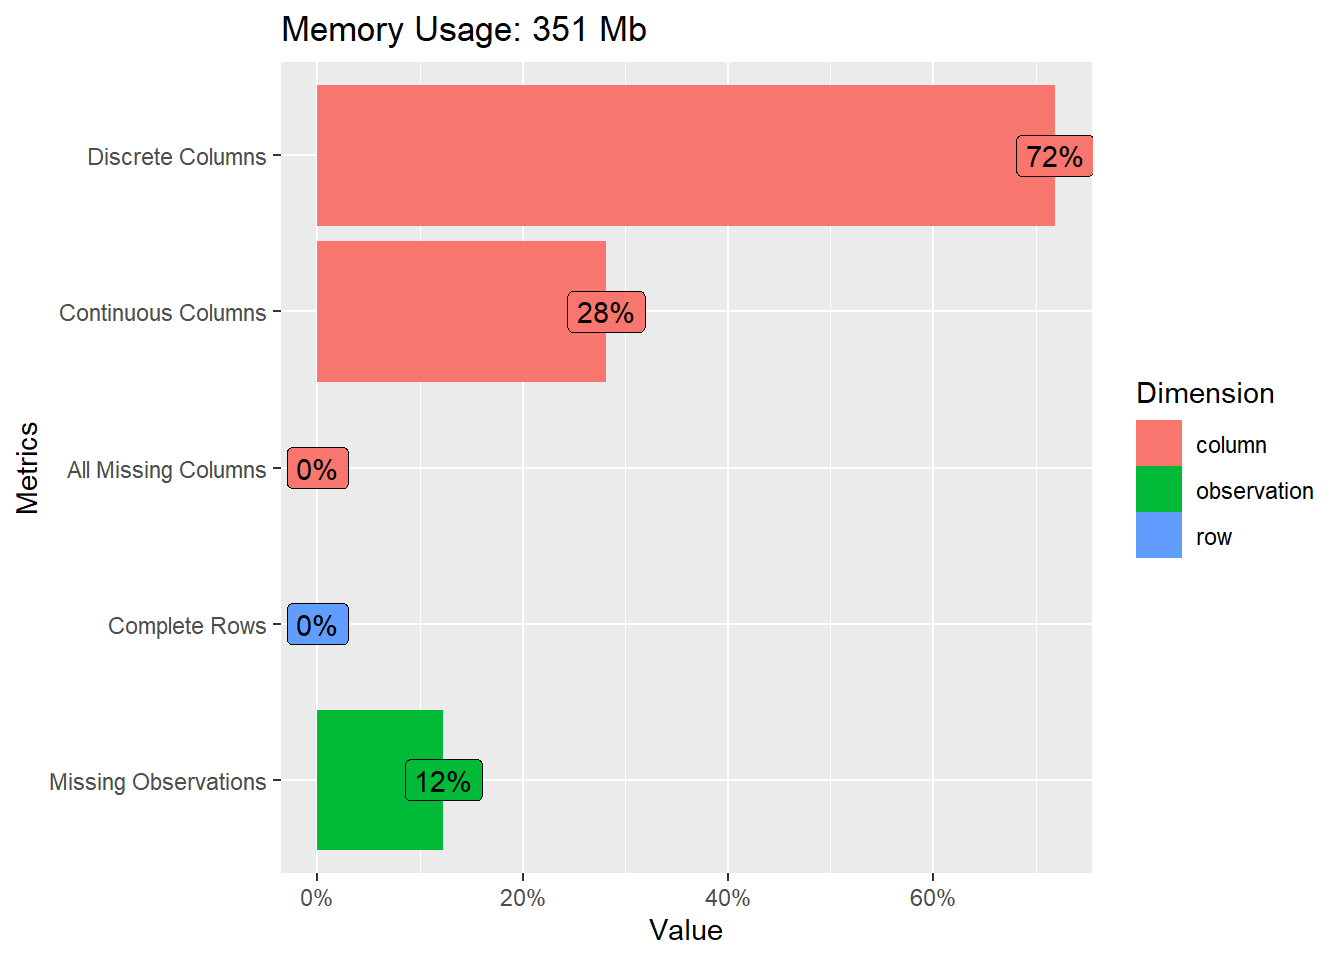 Memory Usage: 351 Mb
Discrete Columns
72%
Continuous Columns
28%
All Missing Columns
0%
Complete Rows
0%
Missing Observations
12%
Metrics
0%
20%
40%
60%
Value
Dimension
column
observation
row